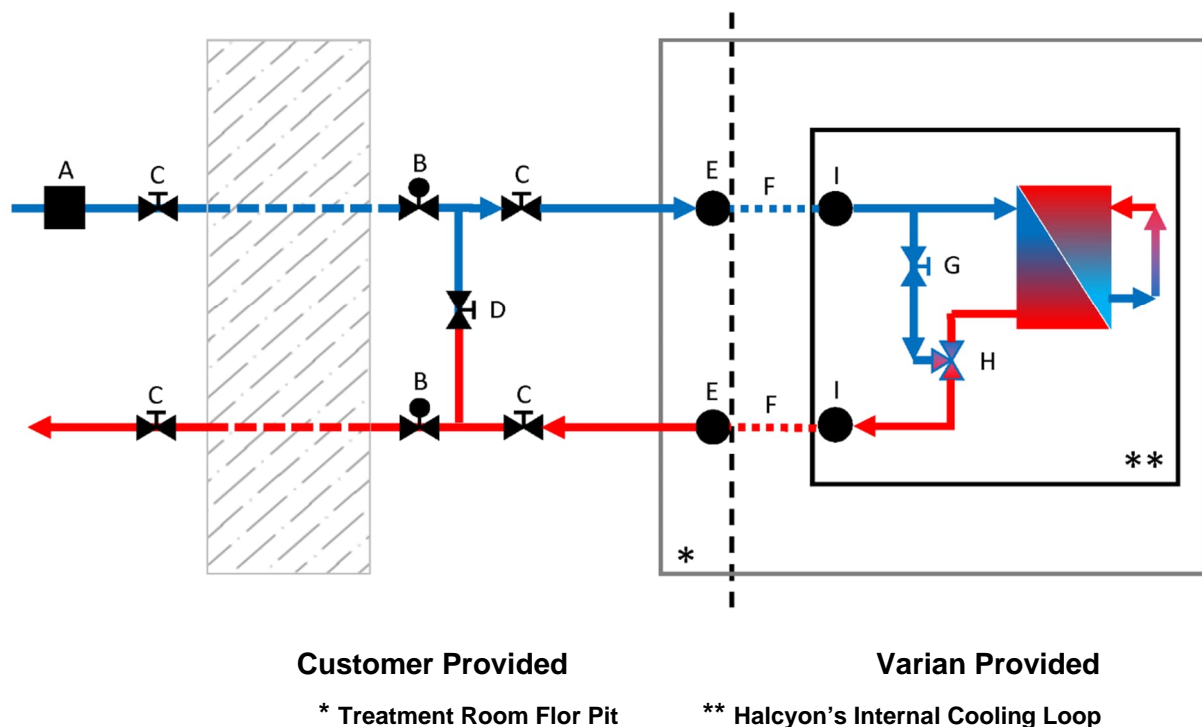 A C B C E F I
G
D
H
C B C E F I
*
**
Customer Provided Varian Provided
* Treatment Room Flor Pit ** Halcyon's Internal Cooling Loop